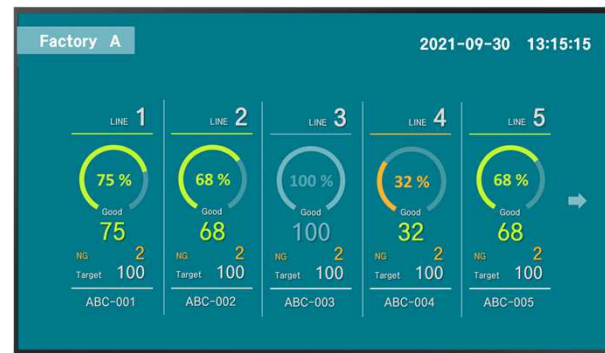 Factory A
2021-09-30 13:15:15
LINE 1
75 %
Good
75
NG 2
Target 100
ABC-001
LINE 2
68 %
Good
68
NG 2
Target 100
ABC-002
LINE 3
100 %
Good
100
NG 2
Target 100
ABC-003
LINE 4
32 %
Good
32
NG 2
Target 100
ABC-004
LINE 5
68 %
Good
68
NG 2
Target 100
ABC-005